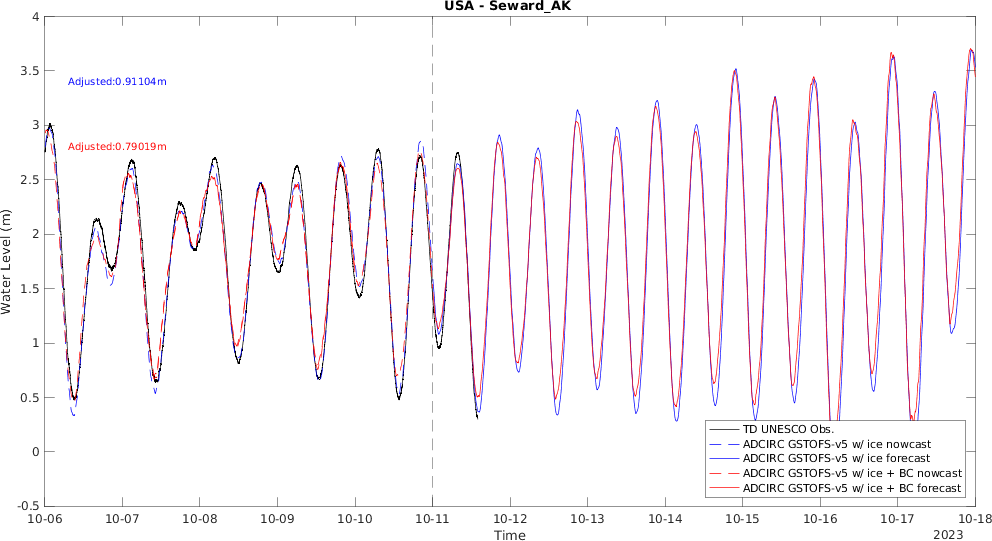 USA - Seward_AK
4
3.5
3
2.5
2
1.5
1
0.5
0
-0.5
Water Level (m)
Adjusted:0.91104m
Adjusted:0.79019m
TD UNESCO Obs.
ADCIRC GSTOFS-v5 w/ ice nowcast
ADCIRC GSTOFS-v5 w/ ice forecast
ADCIRC GSTOFS-v5 w/ ice + BC nowcast
ADCIRC GSTOFS-v5 w/ ice + BC forecast
10-06 10-07 10-08 10-09 10-10 10-11 10-12 10-13 10-14 10-15 10-16 10-17 10-18
Time
2023